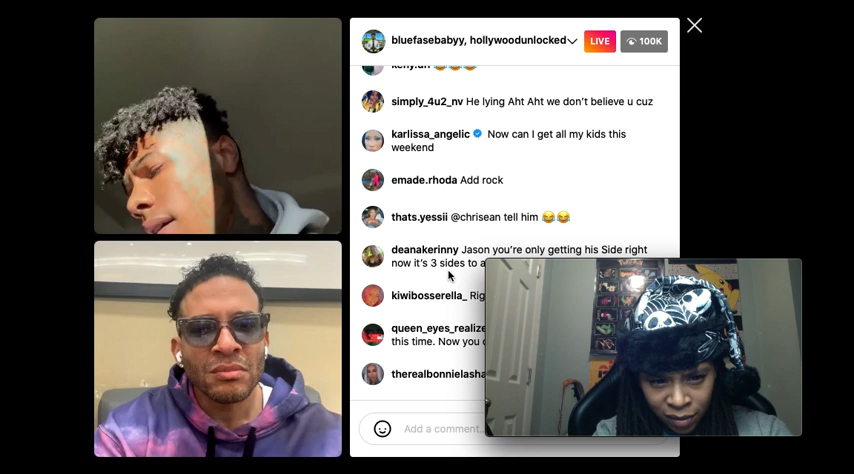 bluefasebabyy, hollywoodunlocked
LIVE
100K
simply_4u2_nv He lying Aht Aht we don’t believe u cuz
karlissa_angelic Now can I get all my kids this
weekend
emade.rhoda Add rock
thats.yessii @chrisean tell him 😂😂
deanakerinny Jason you’re only getting his Side right
now it’s 3 sides to a
kiwibosserella_
queen_eyes_realize
this time. Now you
therealbonnielasha
Add a comment...